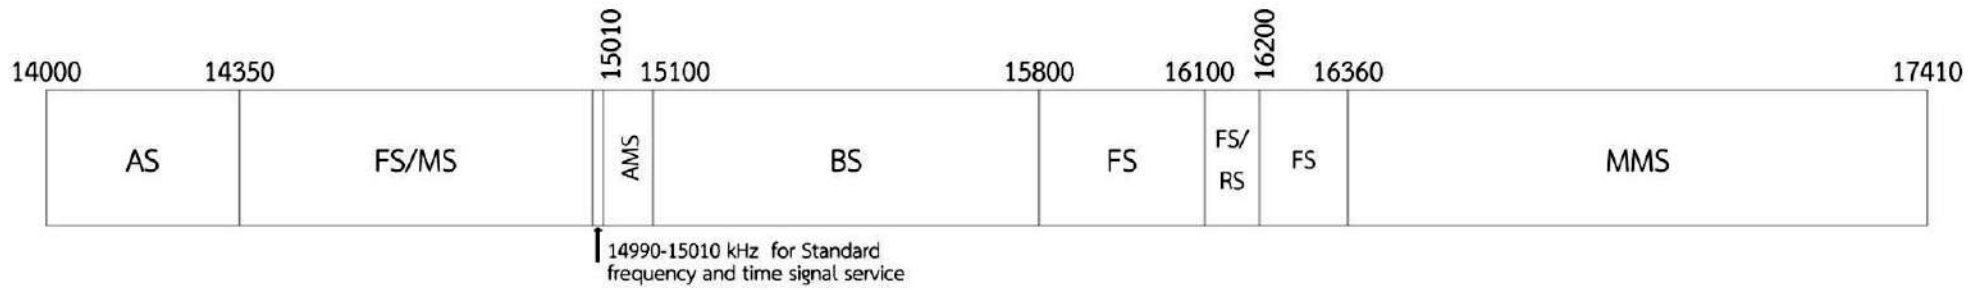 14000 14350 15010 15100 15800 16100 16200 16360 17410
AS FS/MS AMS BS FS FS/ RS FS MMS
14990-15010 kHz for Standard
frequency and time signal service